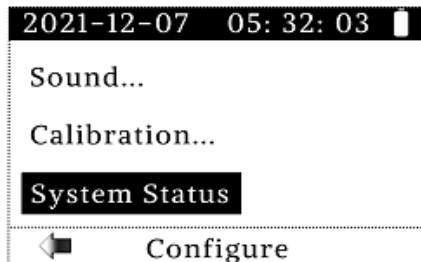 2021-12-07 05: 32: 03
Sound...
Calibration...
System Status
Configure